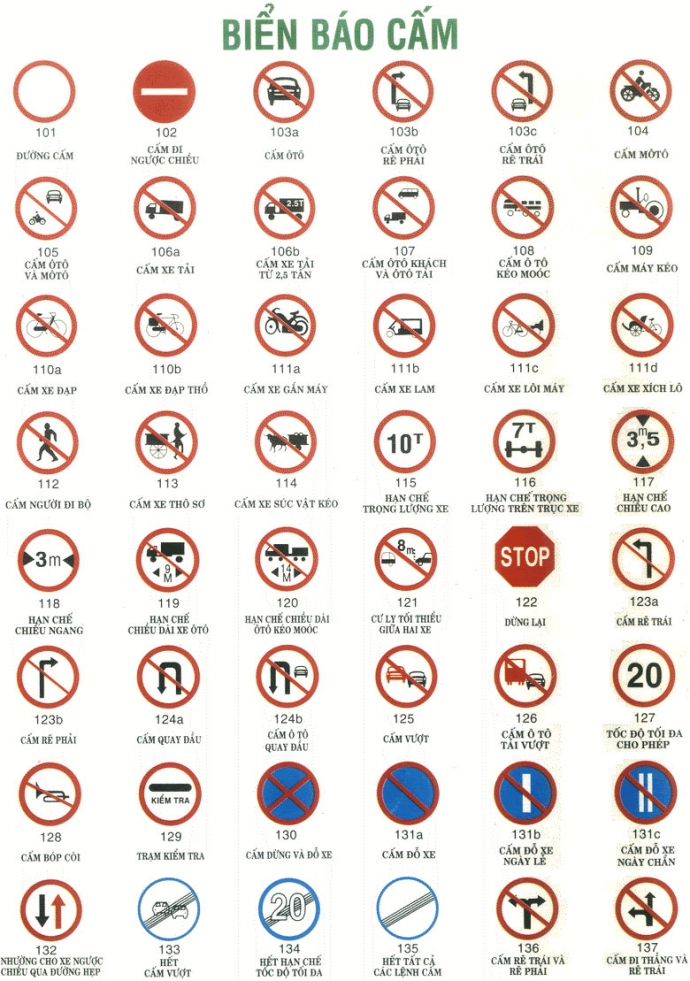 BIỂN BÁO CẤM
101
ĐƯỜNG CẤM
102
CẤM ĐI
NGƯỢC CHIỀU
103a
CẤM ÔTÔ
103b
CẤM ÔTÔ
RẼ PHẢI
103c
CẤM ÔTÔ
RẼ TRÁI
104
CẤM MÔTÔ
105
CẤM ÔTÔ
VÀ MÔTÔ
106a
CẤM XE TẢI
2.5T
106b
CẤM XE TẢI
TỪ 2,5 TẤN
107
CẤM ÔTÔ KHÁCH
VÀ ÔTÔ TẢI
108
CẤM Ô TÔ
KÉO MOÓC
109
CẤM MÁY KÉO
110a
CẤM XE ĐẠP
110b
CẤM XE ĐẠP THỒ
111a
CẤM XE GẮN MÁY
111b
CẤM XE LAM
111c
CẤM XE LÔI MÁY
111d
CẤM XE XÍCH LÔ
112
CẤM NGƯỜI ĐI BỘ
113
CẤM XE THÔ SƠ
114
CẤM XE SÚC VẬT KÉO
10T
115
HẠN CHẾ
TRỌNG LƯỢNG XE
7T
116
HẠN CHẾ TRỌNG
LƯỢNG TRÊN TRỤC XE
3,5m
117
HẠN CHẾ
CHIỀU CAO
3m
118
HẠN CHẾ
CHIỀU NGANG
9
M
119
HẠN CHẾ
CHIỀU DÀI XE ÔTÔ
14
M
120
HẠN CHẾ CHIỀU DÀI
ÔTÔ KÉO MOÓC
8m
121
CỰ LY TỐI THIỂU
GIỮA HAI XE
STOP
122
DỪNG LẠI
123a
CẤM RẼ TRÁI
123b
CẤM RẼ PHẢI
124a
CẤM QUAY ĐẦU
124b
CẤM Ô TÔ
QUAY ĐẦU
125
CẤM VƯỢT
126
CẤM Ô TÔ
TẢI VƯỢT
20
127
TỐC ĐỘ TỐI ĐA
CHO PHÉP
128
CẤM BÓP CÒI
KIỂM TRA
129
TRẠM KIỂM TRA
130
CẤM DỪNG VÀ ĐỖ XE
131a
CẤM ĐỖ XE
131b
CẤM ĐỖ XE
NGÀY LẺ
131c
CẤM ĐỖ XE
NGÀY CHẴN
132
NHƯỜNG CHO XE NGƯỢC
CHIỀU QUA ĐƯỜNG HẸP
133
HẾT
CẤM VƯỢT
20
134
HẾT HẠN CHẾ
TỐC ĐỘ TỐI ĐA
135
HẾT TẤT CẢ
CÁC LỆNH CẤM
136
CẤM RẼ TRÁI VÀ
RẼ PHẢI
137
CẤM ĐI THẲNG VÀ
RẼ TRÁI